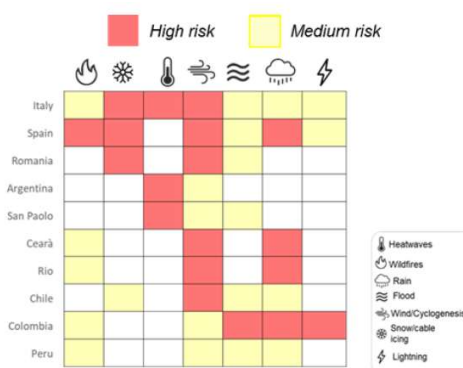 High risk Medium risk
Italy
Spain
Romania
Argentina
San Paolo
Cearà
Rio
Chile
Colombia
Peru
Heatwaves
Wildfires
Rain
Flood
Wind/Cyclogenesis
Snow/cable
icing
Lightning